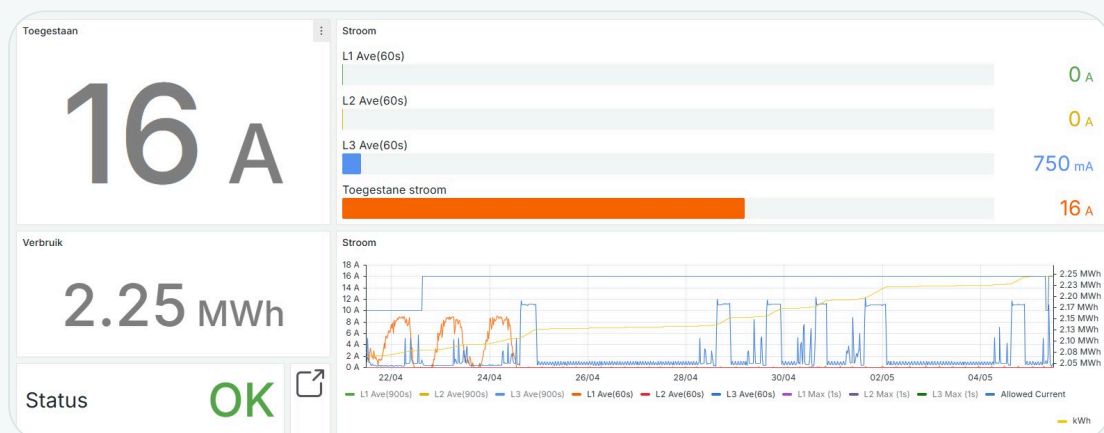 Toegestaan
16 A
Stroom
L1 Ave(60s)
0 A
L2 Ave(60s)
0 A
L3 Ave(60s)
750 mA
Toegestane stroom
16 A
Verbruik
2.25 MWh
Status
OK
Stroom
18 A
16 A
14 A
12 A
10 A
8 A
6 A
4 A
2 A
0 A
2.25 MWh
2.23 MWh
2.20 MWh
2.17 MWh
2.15 MWh
2.13 MWh
2.10 MWh
2.08 MWh
2.05 MWh
22/04 24/04 26/04 28/04 30/04 02/05 04/05
L1 Ave(900s) L2 Ave(900s) L3 Ave(900s) L1 Ave(60s) L2 Ave(60s) L3 Ave(60s) L1 Max (1s) L2 Max (1s) L3 Max (1s) Allowed Current
kWh